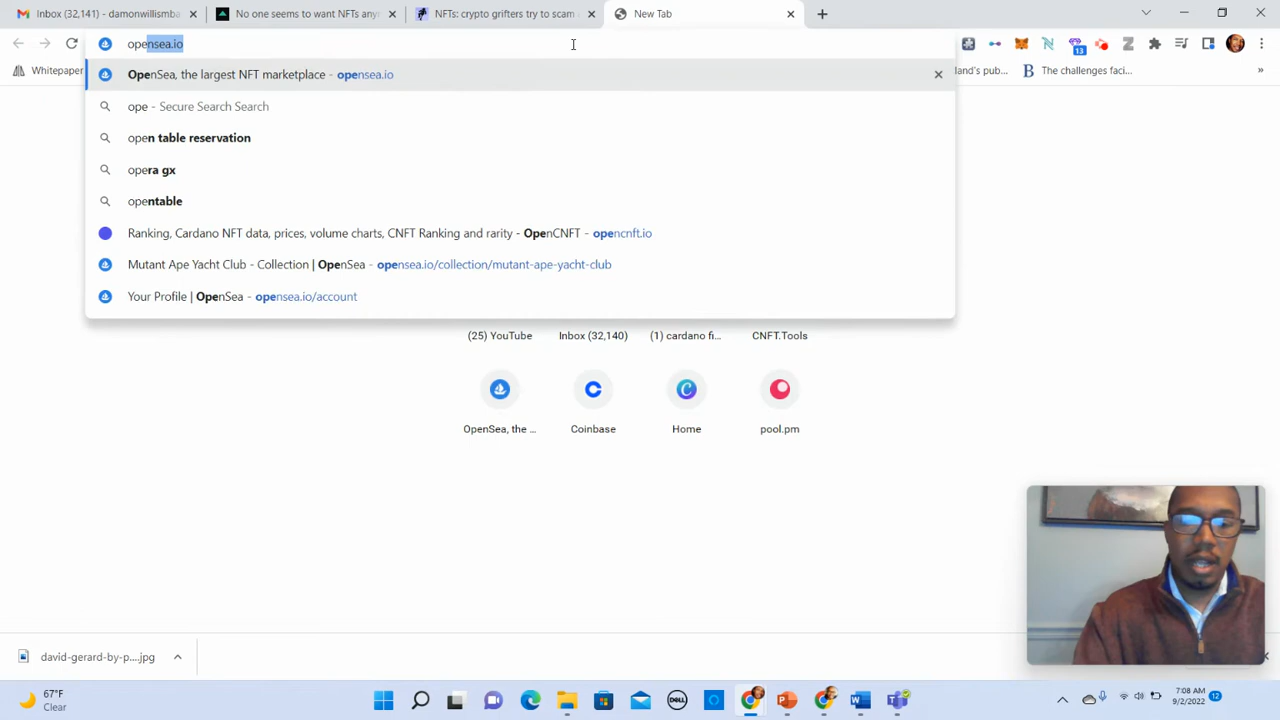 Inbox (32,141) - damonwillismba
No one seems to want NFTs any
NFTs: crypto grifters try to scam
New Tab
opensea.io
Whitepaper
land's pub...
The challenges faci...
»
OpenSea, the largest NFT marketplace - opensea.io
ope - Secure Search Search
open table reservation
opera gx
opentable
Ranking, Cardano NFT data, prices, volume charts, CNFT Ranking and rarity - OpenCNFT - opencnft.io
Mutant Ape Yacht Club - Collection | OpenSea - opensea.io/collection/mutant-ape-yacht-club
Your Profile | OpenSea - opensea.io/account
(25) YouTube
Inbox (32,140)
(1) cardano fi...
CNFT.Tools
OpenSea, the ...
Coinbase
Home
pool.pm
david-gerard-by-p....jpg
67°F
Clear
7:08 AM
9/2/2022
12
13